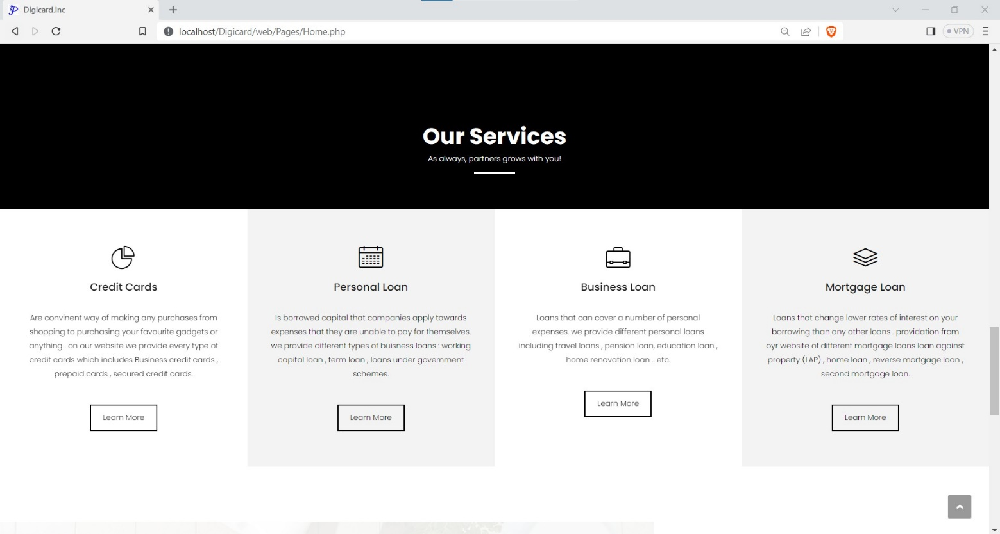 Digicard.inc
localhost/Digicard/web/Pages/Home.php
VPN
Our Services
As always, partners grows with you!
Credit Cards
Are convinent way of making any purchases from
shopping to purchasing your favourite gadgets or
anything . on our website we provide every type of
credit cards which includes Business credit cards ,
prepaid cards , secured credit cards.
Learn More
Personal Loan
Is borrowed capital that companies apply towards
expenses that they are unable to pay for themselves.
we provide different types of buisness loans : working
capital loan , term loan , loans under government
schemes.
Learn More
Business Loan
Loans that can cover a number of personal
expenses. we provide different personal loans
including travel loans , pension loan, education loan ,
home renovation loan .. etc.
Learn More
Mortgage Loan
Loans that change lower rates of interest on your
borrowing than any other loans . providation from
oyr website of different mortgage loans loan against
property (LAP) , home loan , reverse mortgage loan ,
second mortgage loan.
Learn More